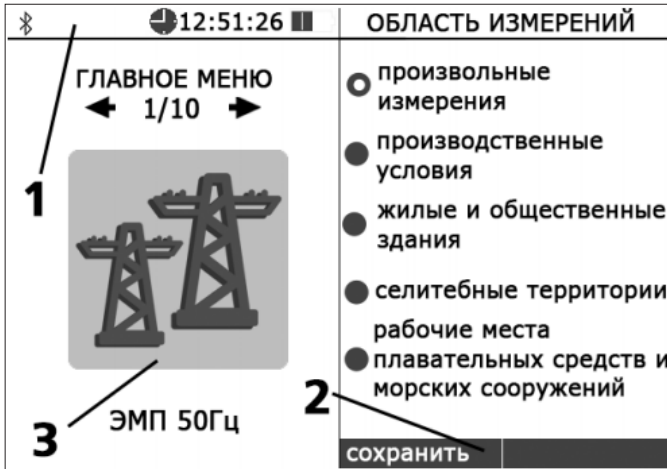 12:51:26
ГЛАВНОЕ МЕНЮ
1/10
1
3
ЭМП 50Гц
ОБЛАСТЬ ИЗМЕРЕНИЙ
произвольные
измерения
производственные
условия
жилые и общественные
здания
селитебные территории
рабочие места
плавательных средств и
морских сооружений
2
сохранить